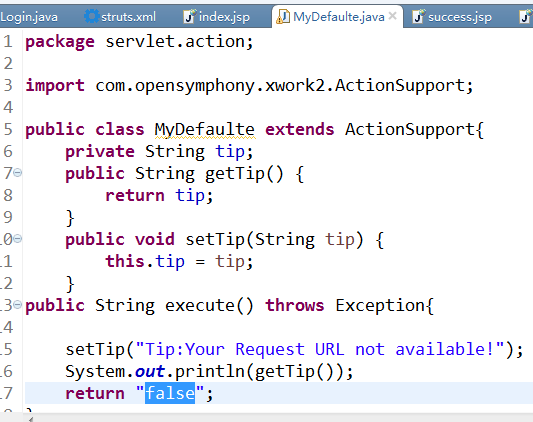 Login.java struts.xml index.jsp MyDefaulte.java success.jsp
1 package servlet.action;
2
3 import com.opensymphony.xwork2.ActionSupport;
4
5 public class MyDefaulte extends ActionSupport{
6 private String tip;
7 public String getTip() {
8 return tip;
9 }
10 public void setTip(String tip) {
11 this.tip = tip;
12 }
13 public String execute() throws Exception{
14
15 setTip("Tip:Your Request URL not available!");
16 System.out.println(getTip());
17 return "false";